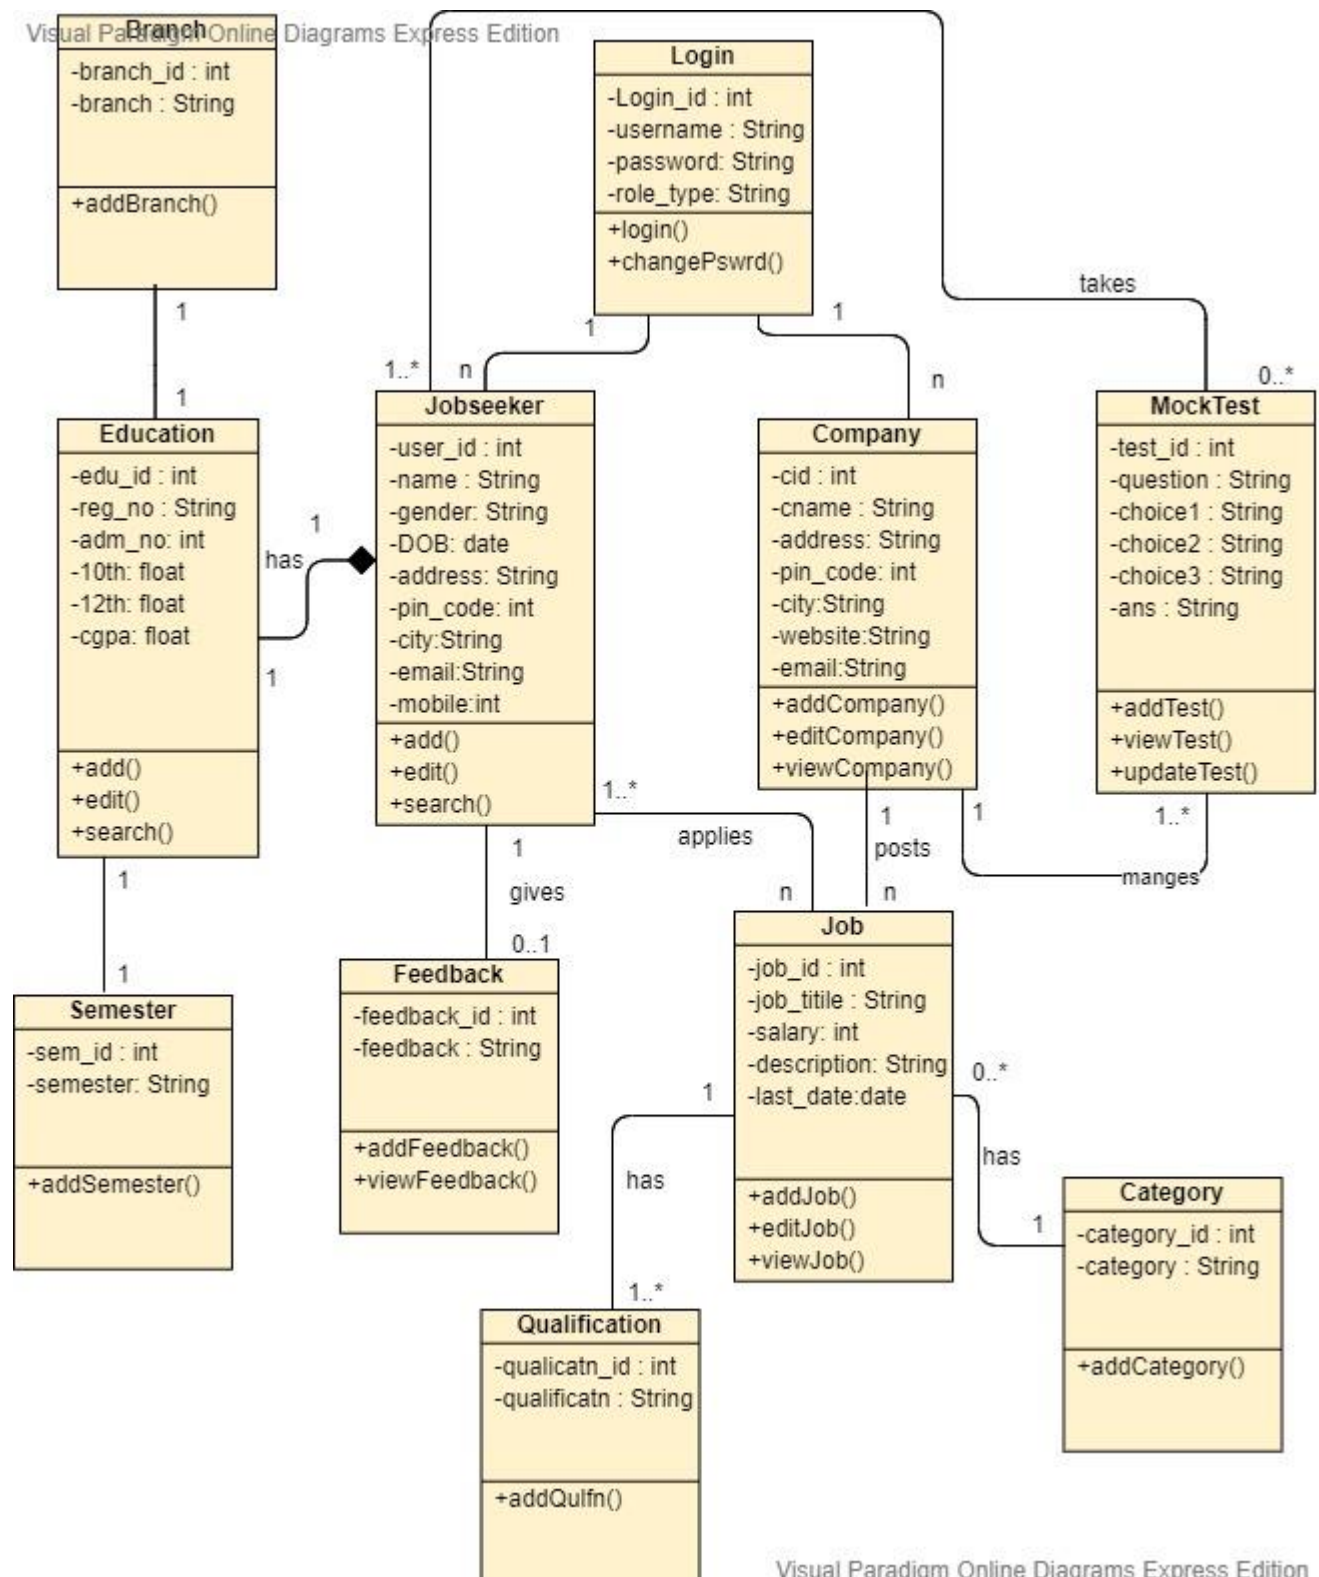 Visual Paradigm Online Diagrams Express Edition
Branch
-branch_id : int
-branch : String
+addBranch()
1
1
Login
-Login_id : int
-username : String
-password: String
-role_type: String
+login()
+changePswrd()
1
1
takes
1..*
n
n
0..*
Education
-edu_id : int
-reg_no : String
-adm_no: int
-10th: float
-12th: float
-cgpa: float
+add()
+edit()
+search()
1
has
1
Jobseeker
-user_id : int
-name : String
-gender: String
-DOB: date
-address: String
-pin_code: int
-city:String
-email:String
-mobile:int
+add()
+edit()
+search()
Company
-cid : int
-cname : String
-address: String
-pin_code: int
-city:String
-website:String
-email:String
+addCompany()
+editCompany()
+viewCompany()
MockTest
-test_id : int
-question : String
-choice1 : String
-choice2 : String
-choice3 : String
-ans : String
+addTest()
+viewTest()
+updateTest()
1..*
applies
n
1
posts
n
1
manges
1..*
1
1
1
gives
0..1
Semester
-sem_id : int
-semester: String
+addSemester()
Feedback
-feedback_id : int
-feedback : String
+addFeedback()
+viewFeedback()
Job
-job_id : int
-job_titile : String
-salary: int
-description: String
-last_date:date
+addJob()
+editJob()
+viewJob()
1
has
1..*
0..*
has
1
Category
-category_id : int
-category : String
+addCategory()
Qualification
-qualicatn_id : int
-qualificatn : String
+addQulfn()
Visual Paradigm Online Diagrams Express Edition